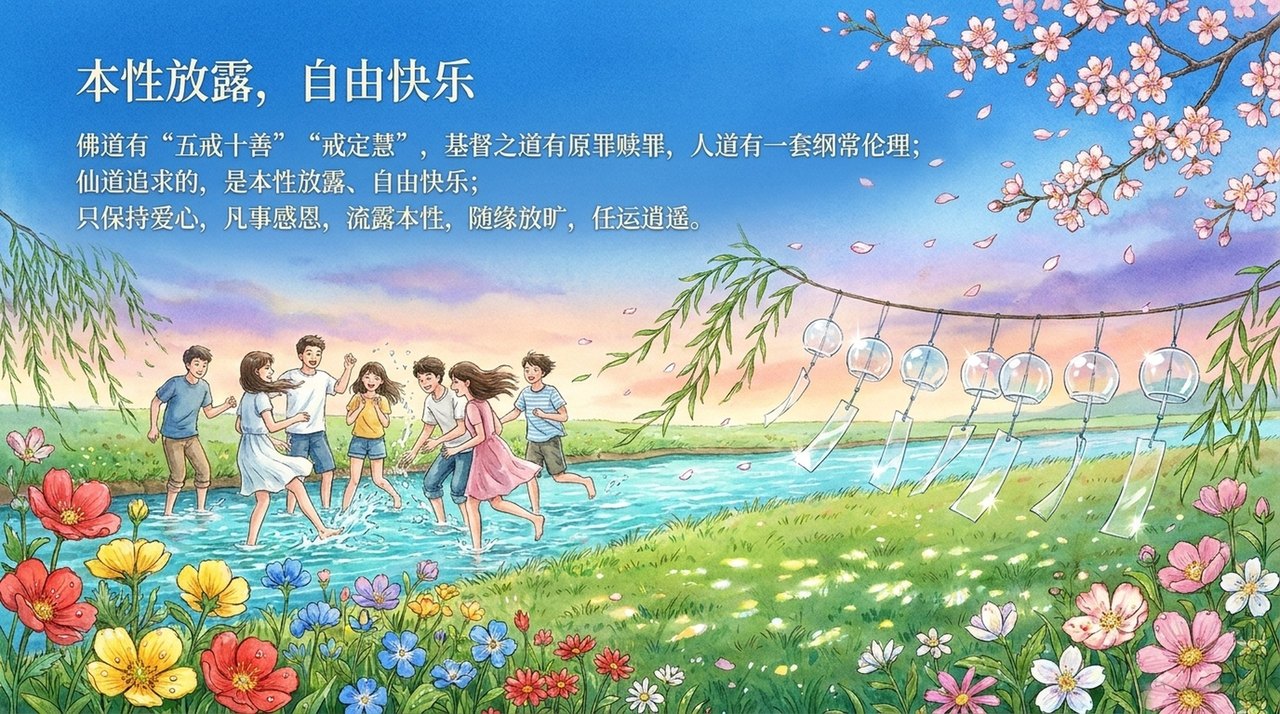 本性放露，自由快乐
佛道有“五戒十善”“戒定慧”，基督之道有原罪赎罪，人道有一套纲常伦理；
仙道追求的，是本性放露、自由快乐；
只保持爱心，凡事感恩，流露本性，随缘放旷，任运逍遥。